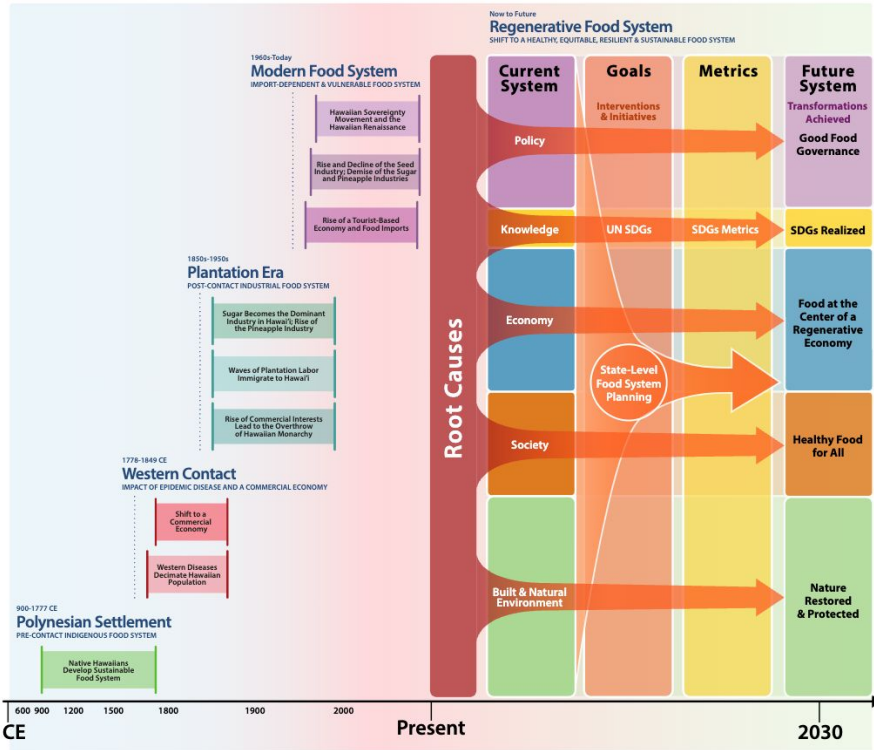 Now to Future
Regenerative Food System
SHIFT TO A HEALTHY, EQUITABLE, RESILIENT & SUSTAINABLE FOOD SYSTEM
1960s-Today
Modern Food System
IMPORT-DEPENDENT & VULNERABLE FOOD SYSTEM
Hawaiian Sovereignty
Movement and the
Hawaiian Renaissance
Rise and Decline of the Seed
Industry; Demise of the Sugar
and Pineapple Industries
Rise of a Tourist-Based
Economy and Food Imports
1850s-1950s
Plantation Era
POST-CONTACT INDUSTRIAL FOOD SYSTEM
Sugar Becomes the Dominant
Industry in Hawai'i; Rise of
the Pineapple Industry
Waves of Plantation Labor
Immigrate to Hawai'i
Rise of Commercial Interests
Lead to the Overthrow
of Hawaiian Monarchy
1778-1849 CE
Western Contact
IMPACT OF EPIDEMIC DISEASE AND A COMMERCIAL ECONOMY
Shift to a
Commercial
Economy
Western Diseases
Decimate Hawaiian
Population
900-1777 CE
Polynesian Settlement
PRE-CONTACT INDIGENOUS FOOD SYSTEM
Native Hawaiians
Develop Sustainable
Food System
Root Causes
Current
System
Goals
Metrics
Future
System
Interventions
& Initiatives
Transformations
Achieved
Policy
Good Food
Governance
Knowledge
UN SDGs
SDGs Metrics
SDGs Realized
Economy
Food at the
Center of a
Regenerative
Economy
State-Level
Food System
Planning
Society
Healthy Food
for All
Built & Natural
Environment
Nature
Restored
& Protected
600 900 1200 1500 1800 1900 2000
CE
Present
2030